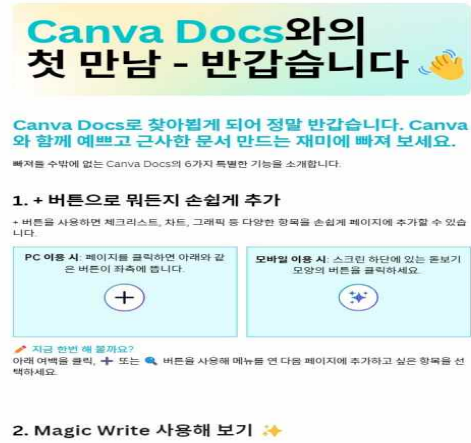 Canva Docs와의
첫 만남 - 반갑습니다 👋
Canva Docs로 찾아뵙게 되어 정말 반갑습니다. Canva
와 함께 예쁘고 근사한 문서 만드는 재미에 빠져 보세요.
빠져들 수밖에 없는 Canva Docs의 6가지 특별한 기능을 소개합니다.
1. + 버튼으로 뭐든지 손쉽게 추가
+ 버튼을 사용하면 체크리스트, 차트, 그래픽 등 다양한 항목을 손쉽게 페이지에 추가할 수 있습
니다.
PC 이용 시: 페이지를 클릭하면 아래와 같
은 버튼이 좌측에 뜹니다.
모바일 이용 시: 스크린 하단에 있는 돋보기
모양의 버튼을 클릭하세요.
✏️ 지금 한번 해 볼까요?
아래 여백을 클릭, ➕ 또는 🔍 버튼을 사용해 메뉴를 연 다음 페이지에 추가하고 싶은 항목을 선
택하세요.
2. Magic Write 사용해 보기 ✨